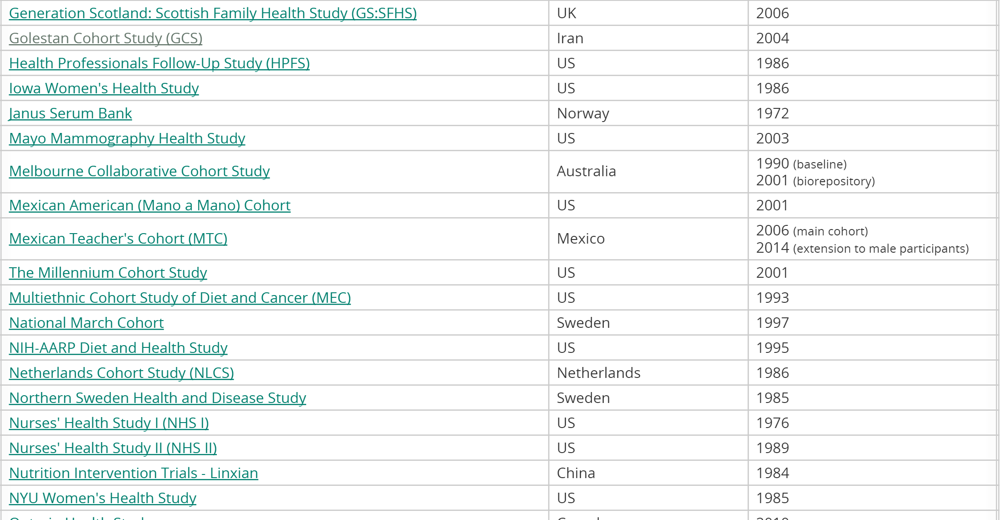 Generation Scotland: Scottish Family Health Study (GS:SFHS) UK 2006
Golestan Cohort Study (GCS) Iran 2004
Health Professionals Follow-Up Study (HPFS) US 1986
Iowa Women's Health Study US 1986
Janus Serum Bank Norway 1972
Mayo Mammography Health Study US 2003
Melbourne Collaborative Cohort Study Australia 1990 (baseline)
2001 (biorepository)
Mexican American (Mano a Mano) Cohort US 2001
Mexican Teacher's Cohort (MTC) Mexico 2006 (main cohort)
2014 (extension to male participants)
The Millennium Cohort Study US 2001
Multiethnic Cohort Study of Diet and Cancer (MEC) US 1993
National March Cohort Sweden 1997
NIH-AARP Diet and Health Study US 1995
Netherlands Cohort Study (NLCS) Netherlands 1986
Northern Sweden Health and Disease Study Sweden 1985
Nurses' Health Study I (NHS I) US 1976
Nurses' Health Study II (NHS II) US 1989
Nutrition Intervention Trials - Linxian China 1984
NYU Women's Health Study US 1985